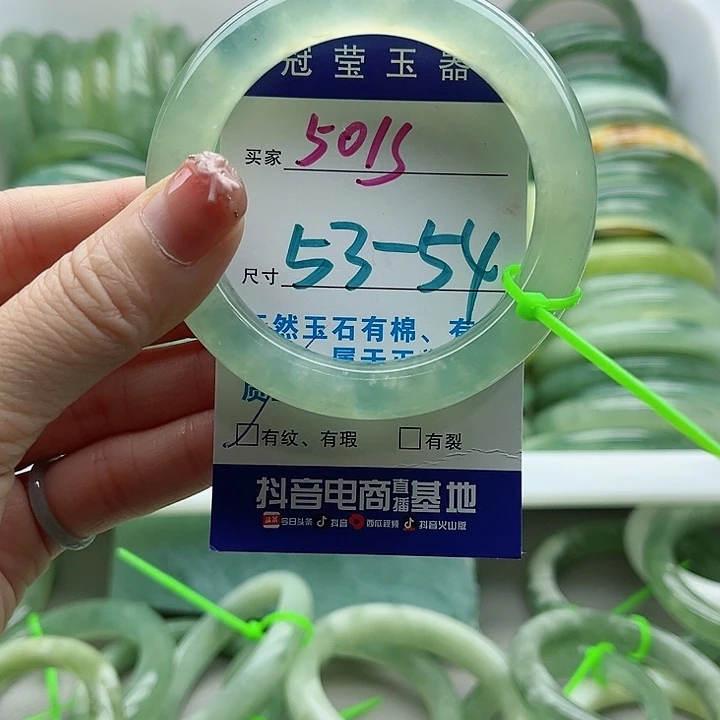 冠莹玉器
买家 5015
尺寸 53-54
然玉石有棉、有
有纹、有瑕 有裂
抖音电商直播基地
今日头条 抖音 西瓜视频 抖音火山版